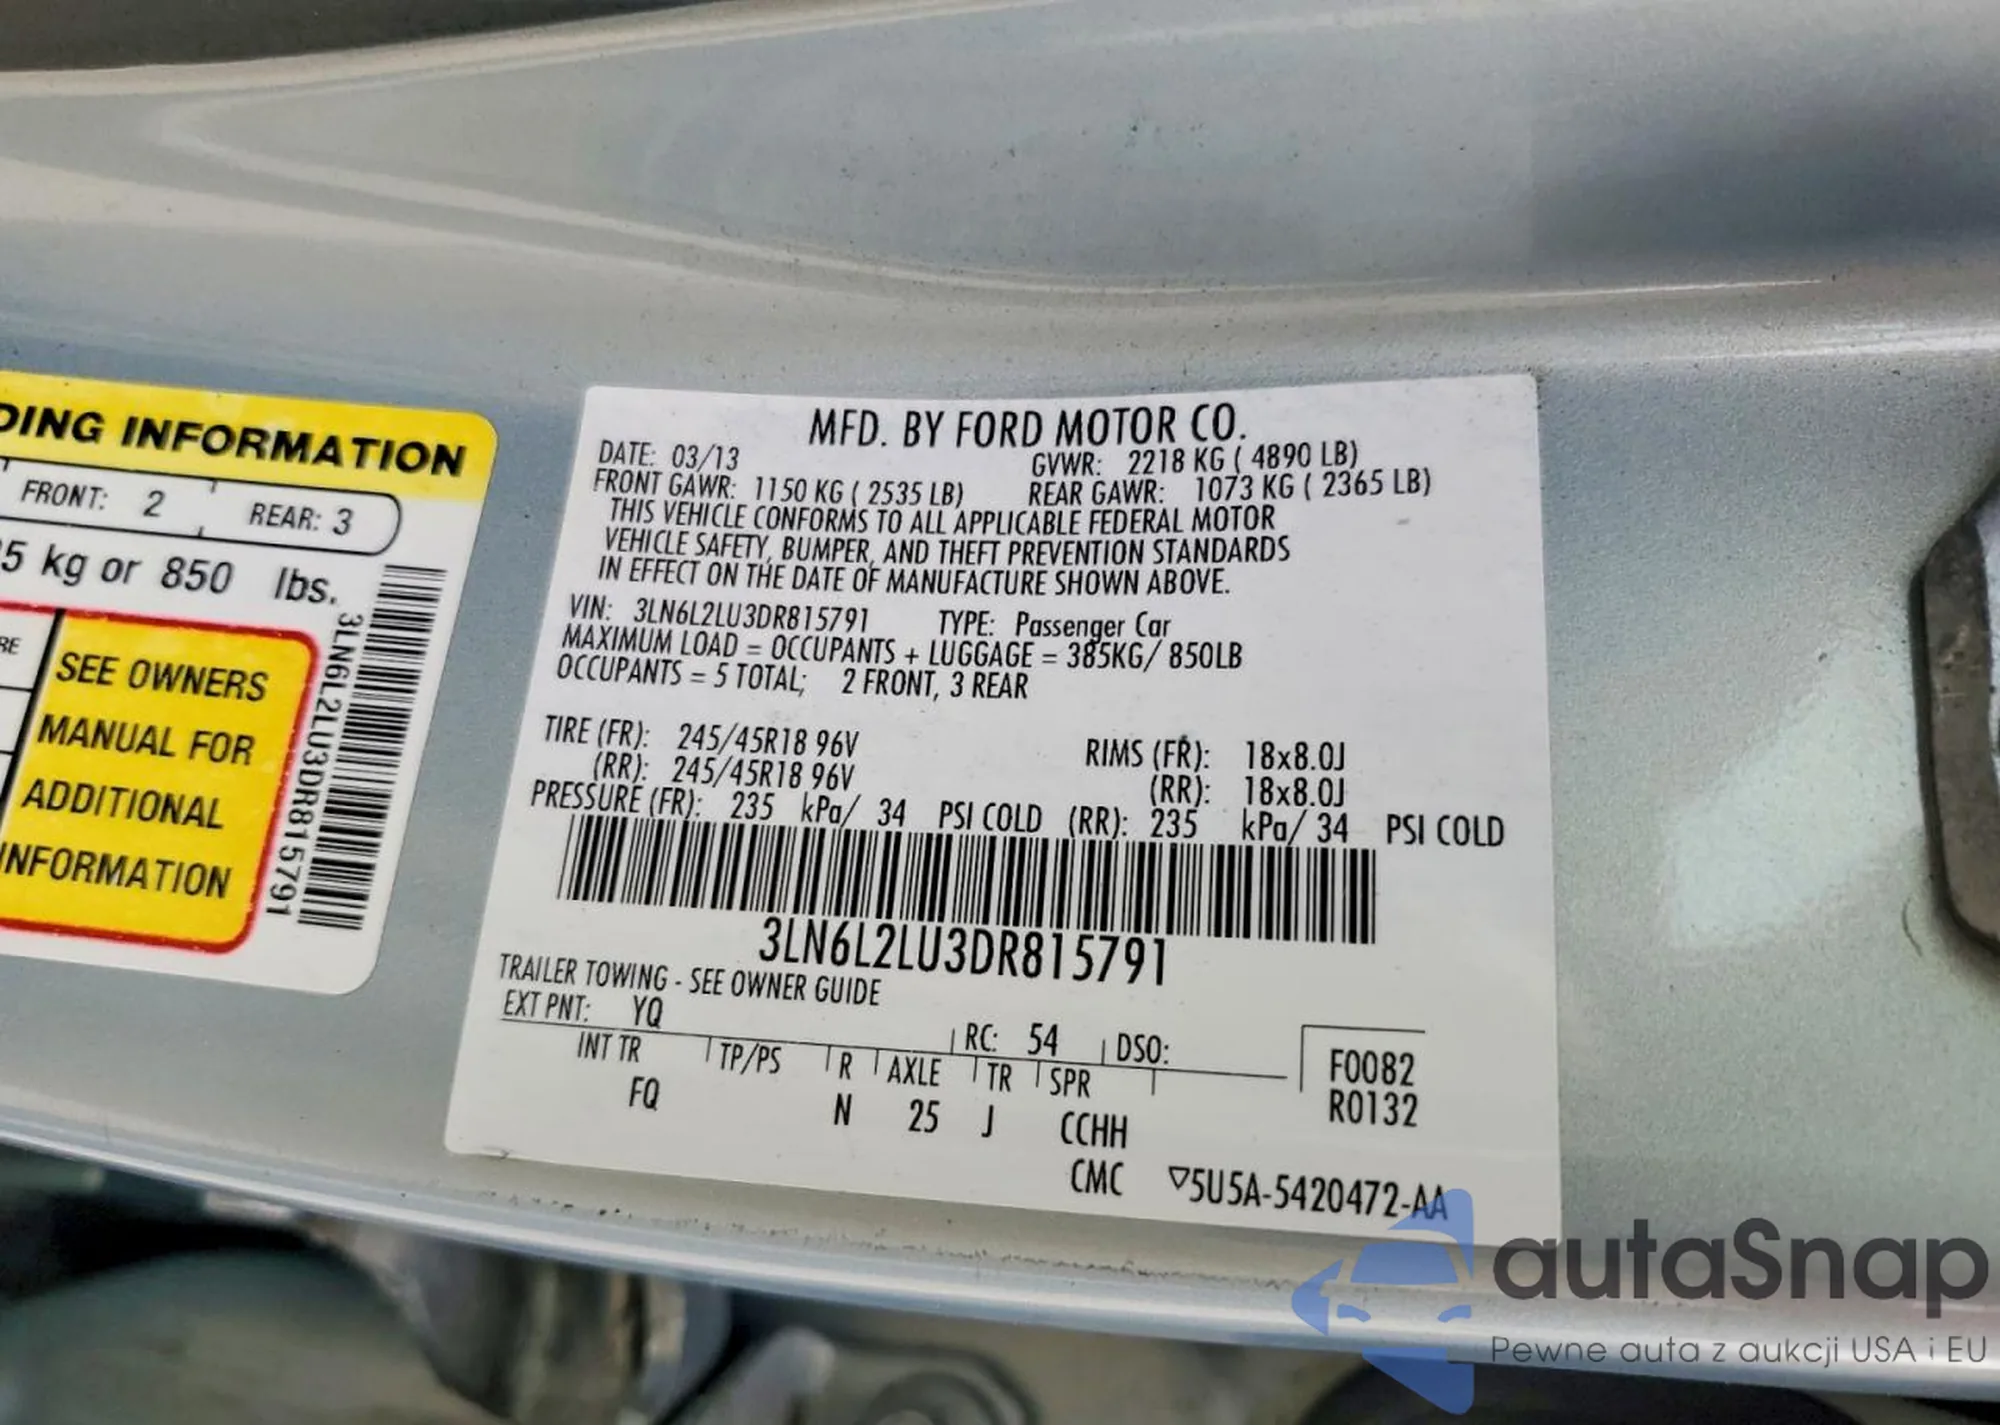 DING INFORMATION
FRONT: 2 REAR: 3
5 kg or 850 lbs.
RE
SEE OWNERS
MANUAL FOR
ADDITIONAL
INFORMATION
3LN6L2LU3DR815791
MFD. BY FORD MOTOR CO.
DATE: 03/13 GVWR: 2218 KG ( 4890 LB)
FRONT GAWR: 1150 KG ( 2535 LB) REAR GAWR: 1073 KG ( 2365 LB)
THIS VEHICLE CONFORMS TO ALL APPLICABLE FEDERAL MOTOR
VEHICLE SAFETY, BUMPER, AND THEFT PREVENTION STANDARDS
IN EFFECT ON THE DATE OF MANUFACTURE SHOWN ABOVE.
VIN: 3LN6L2LU3DR815791 TYPE: Passenger Car
MAXIMUM LOAD = OCCUPANTS + LUGGAGE = 385KG/ 850LB
OCCUPANTS = 5 TOTAL; 2 FRONT, 3 REAR
TIRE (FR): 245/45R18 96V RIMS (FR): 18x8.0J
(RR): 245/45R18 96V (RR): 18x8.0J
PRESSURE (FR): 235 kPa/ 34 PSI COLD (RR): 235 kPa/ 34 PSI COLD
3LN6L2LU3DR815791
TRAILER TOWING - SEE OWNER GUIDE
EXT PNT: YQ RC: 54 DSO:
INT TR TP/PS R AXLE TR SPR
FQ N 25 J CCHH
CMC
F0082
R0132
▽5U5A-5420472-AA
autaSnap
Pewne auta z aukcji USA i EU